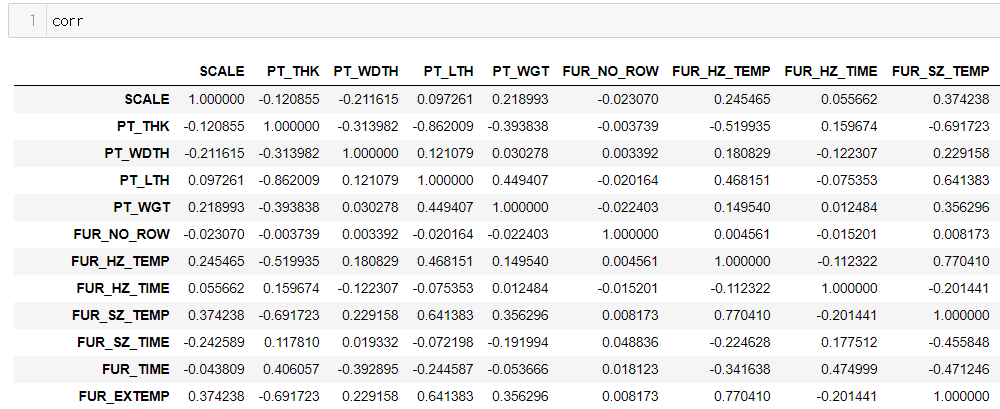 1 corr
SCALE PT_THK PT_WDTH PT_LTH PT_WGT FUR_NO_ROW FUR_HZ_TEMP FUR_HZ_TIME FUR_SZ_TEMP
SCALE 1.000000 -0.120855 -0.211615 0.097261 0.218993 -0.023070 0.245465 0.055662 0.374238
PT_THK -0.120855 1.000000 -0.313982 -0.862009 -0.393838 -0.003739 -0.519935 0.159674 -0.691723
PT_WDTH -0.211615 -0.313982 1.000000 0.121079 0.030278 0.003392 0.180829 -0.122307 0.229158
PT_LTH 0.097261 -0.862009 0.121079 1.000000 0.449407 -0.020164 0.468151 -0.075353 0.641383
PT_WGT 0.218993 -0.393838 0.030278 0.449407 1.000000 -0.022403 0.149540 0.012484 0.356296
FUR_NO_ROW -0.023070 -0.003739 0.003392 -0.020164 -0.022403 1.000000 0.004561 -0.015201 0.008173
FUR_HZ_TEMP 0.245465 -0.519935 0.180829 0.468151 0.149540 0.004561 1.000000 -0.112322 0.770410
FUR_HZ_TIME 0.055662 0.159674 -0.122307 -0.075353 0.012484 -0.015201 -0.112322 1.000000 -0.201441
FUR_SZ_TEMP 0.374238 -0.691723 0.229158 0.641383 0.356296 0.008173 0.770410 -0.201441 1.000000
FUR_SZ_TIME -0.242589 0.117810 0.019332 -0.072198 -0.191994 0.048836 -0.224628 0.177512 -0.455848
FUR_TIME -0.043809 0.406057 -0.392895 -0.244587 -0.053666 0.018123 -0.341638 0.474999 -0.471246
FUR_EXTEMP 0.374238 -0.691723 0.229158 0.641383 0.356296 0.008173 0.770410 -0.201441 1.000000